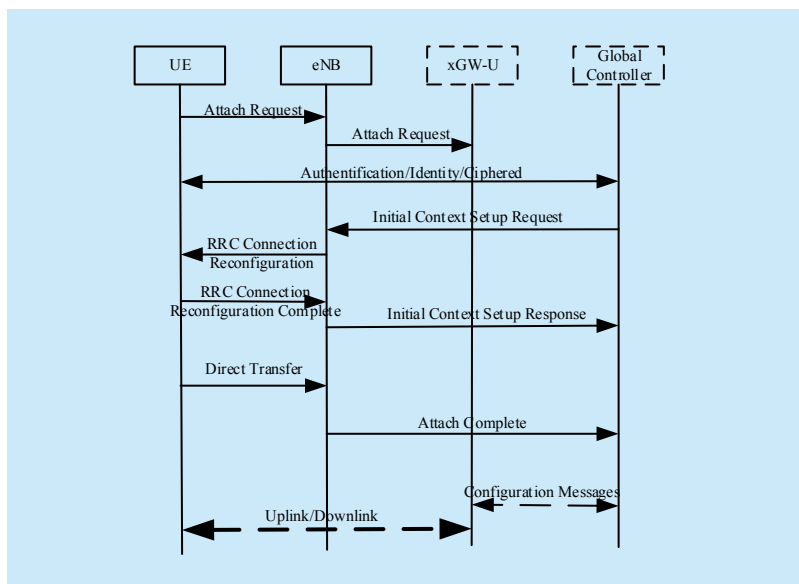 UE
eNB
xGW-U
Global
Controller
Attach Request
Attach Request
Authentification/Identity/Ciphered
Initial Context Setup Request
RRC Connection
Reconfiguration
RRC Connection
Reconfiguration Complete
Initial Context Setup Response
Direct Transfer
Attach Complete
Configuration Messages
Uplink/Downlink